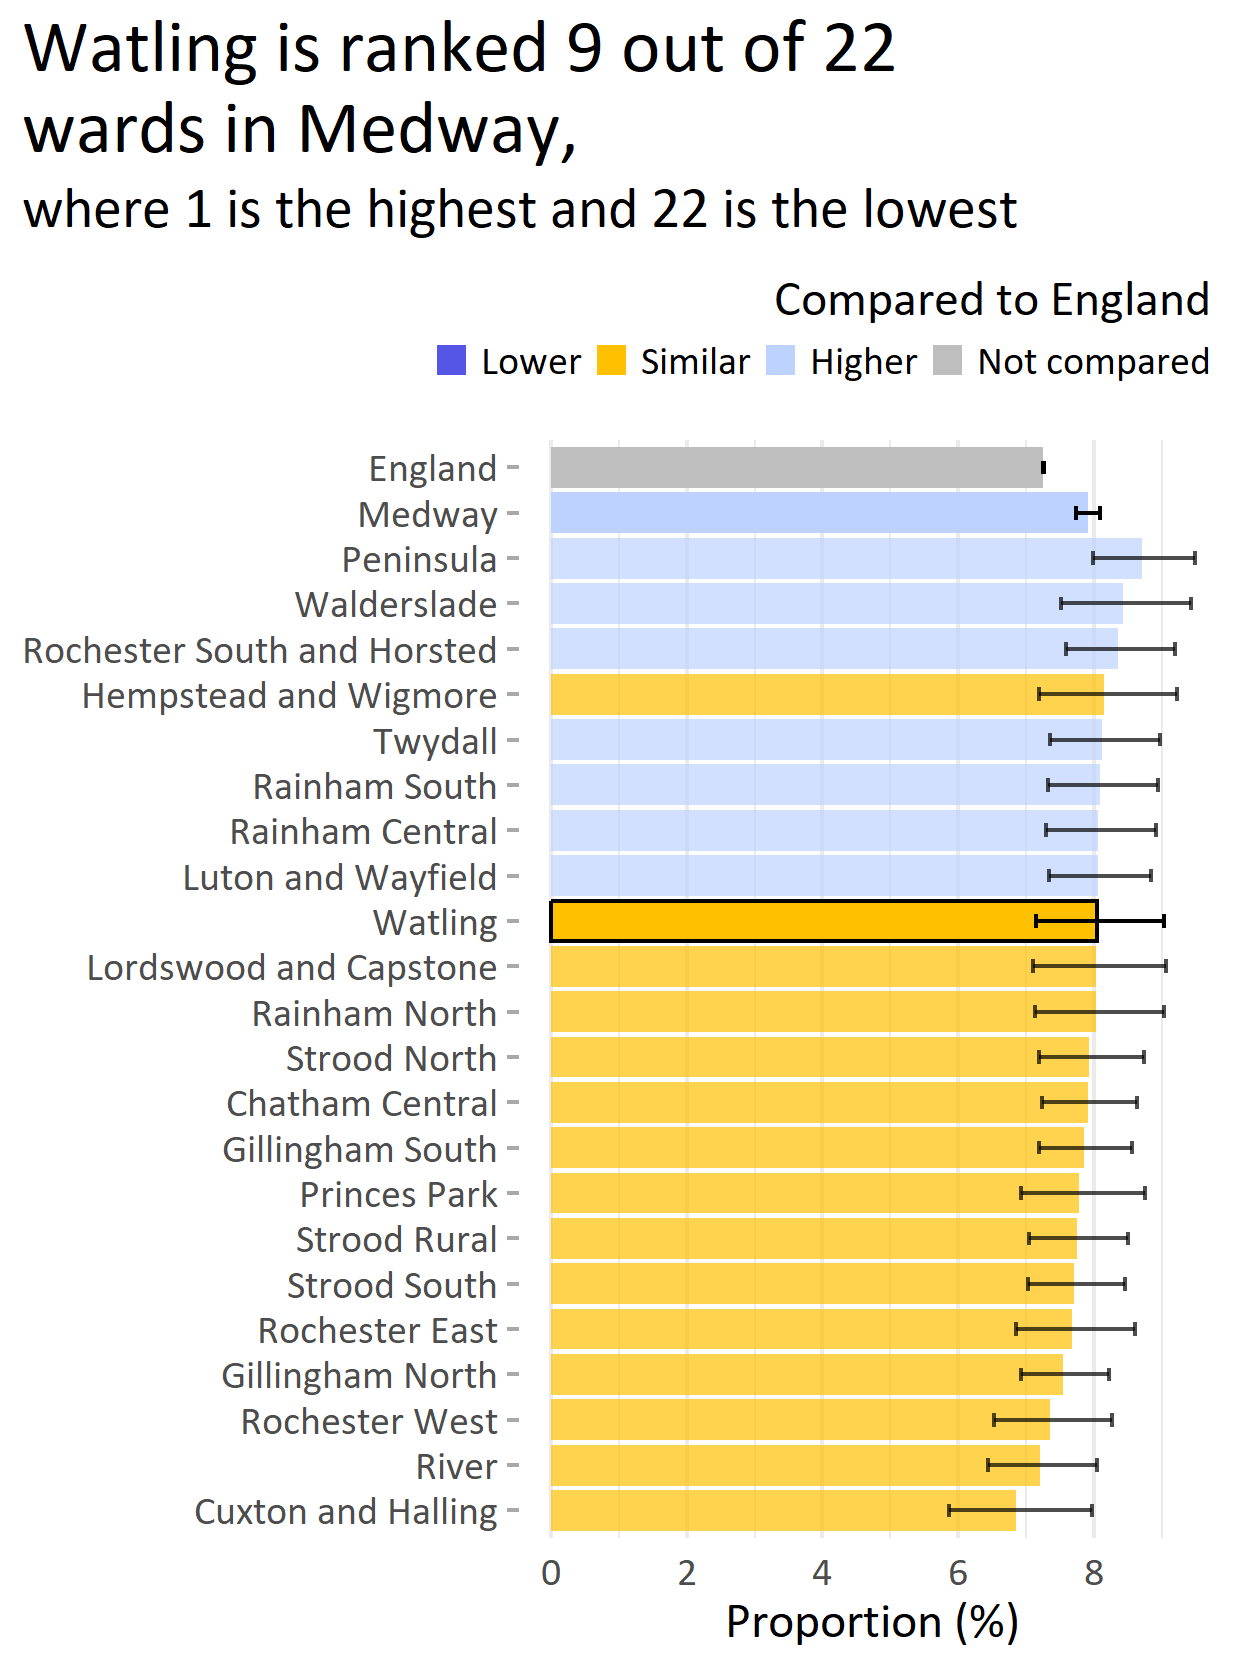 Watling is ranked 9 out of 22
wards in Medway,
where 1 is the highest and 22 is the lowest
Compared to England
Lower Similar Higher Not compared
England
Medway
Peninsula
Walderslade
Rochester South and Horsted
Hempstead and Wigmore
Twydall
Rainham South
Rainham Central
Luton and Wayfield
Watling
Lordswood and Capstone
Rainham North
Strood North
Chatham Central
Gillingham South
Princes Park
Strood Rural
Strood South
Rochester East
Gillingham North
Rochester West
River
Cuxton and Halling
0 2 4 6 8
Proportion (%)